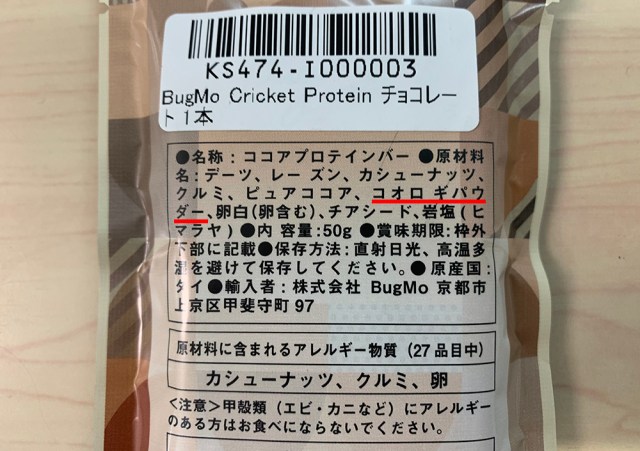 KS474-I000003
BugMo Cricket Protein チョコレー
ト1本
●名称：ココアプロテインバー ●原材料
名：デーツ、レー ズン、カシューナッツ、
クルミ、ピュアココア、コオロ ギパウ
ダー、卵白(卵含む)、チアシード、岩塩(ヒ
マラヤ) ●内 容量:50g ●賞味期限:枠外
下部に記載●保存方法:直射日光、高温多
湿を避けて保存してください。● 原産国:
タイ●輸入者：株式会社 BugMo 京都市
上京区甲斐守町 97
原材料に含まれるアレルギー物質（27品目中）
カシューナッツ、クルミ、卵
＜注意＞甲殻類（エビ・カニなど）にアレルギー
のある方はお食べにならないでください。